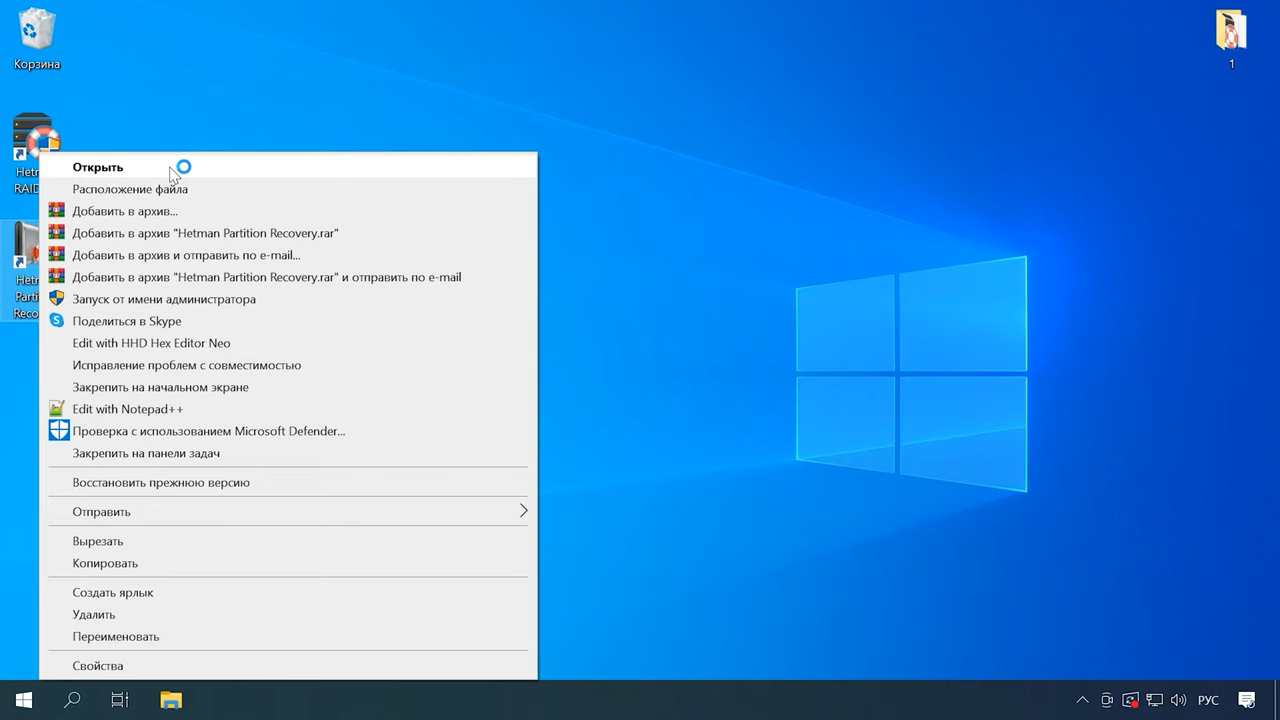 Корзина
1
Hetm
RAID
Hetm
Parti
Reco
Открыть
Расположение файла
Добавить в архив...
Добавить в архив "Hetman Partition Recovery.rar"
Добавить в архив и отправить по e-mail...
Добавить в архив "Hetman Partition Recovery.rar" и отправить по e-mail
Запуск от имени администратора
Поделиться в Skype
Edit with HHD Hex Editor Neo
Исправление проблем с совместимостью
Закрепить на начальном экране
Edit with Notepad++
Проверка с использованием Microsoft Defender...
Закрепить на панели задач
Восстановить прежнюю версию
Отправить
Вырезать
Копировать
Создать ярлык
Удалить
Переименовать
Свойства
РУС